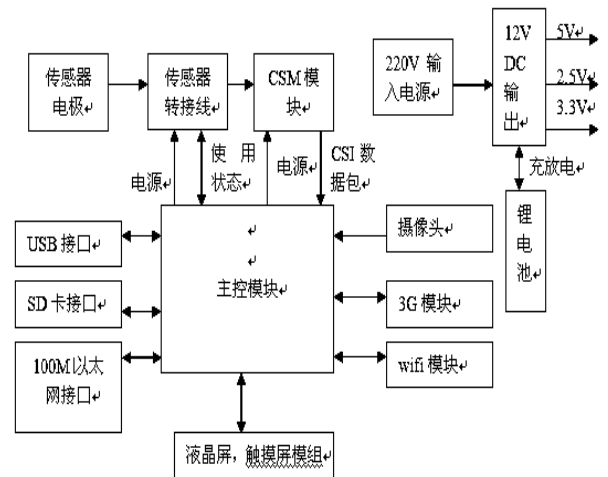 传感器
电极
传感器
转接线
CSM 模
块
220V 输
入电源
12V
DC
输
出
5V
2.5V
3.3V
电源
使 用
状态
电源
CSI 数
据包
充放电
锂
电
池
USB 接口
SD 卡接口
100M 以太
网接口
主控模块
摄像头
3G 模块
wifi 模块
液晶屏，触摸屏模组